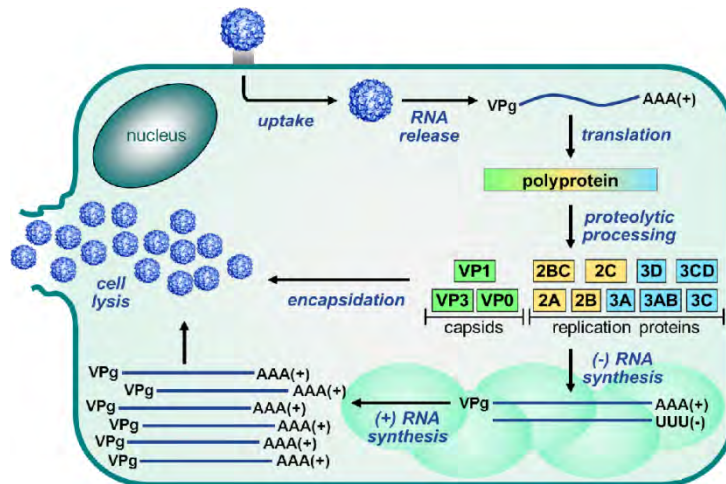 nucleus
uptake
RNA
release
VPg
AAA(+)
translation
polyprotein
proteolytic
processing
VP1
VP3 VP0
capsids
2BC 2C 3D 3CD
2A 2B 3A 3AB 3C
replication proteins
encapsidation
cell
lysis
(-) RNA
synthesis
VPg AAA(+)
UUU(-)
(+) RNA
synthesis
VPg AAA(+)
VPg AAA(+)
VPg AAA(+)
VPg AAA(+)
VPg AAA(+)
VPg AAA(+)